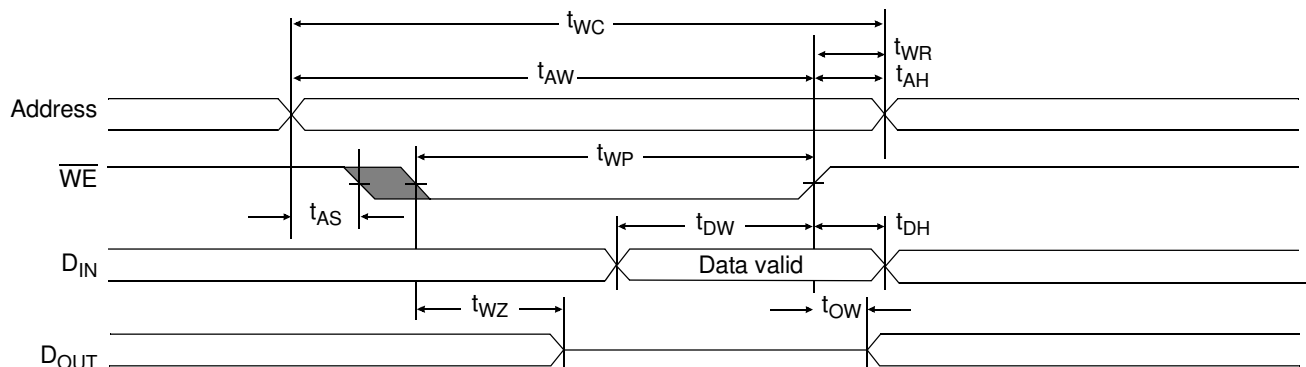 tWC
tWR
tAW
tAH
Address
WE
tWP
tAS
tDW
tDH
DIN
Data valid
tWZ
tOW
DOUT